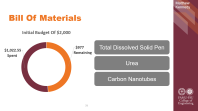 Bill Of Materials
Initial Budget Of $2,000
$1,022.55
Spent
$977
Remaining
Total Dissolved Solid Pen
Urea
Carbon Nanotubes